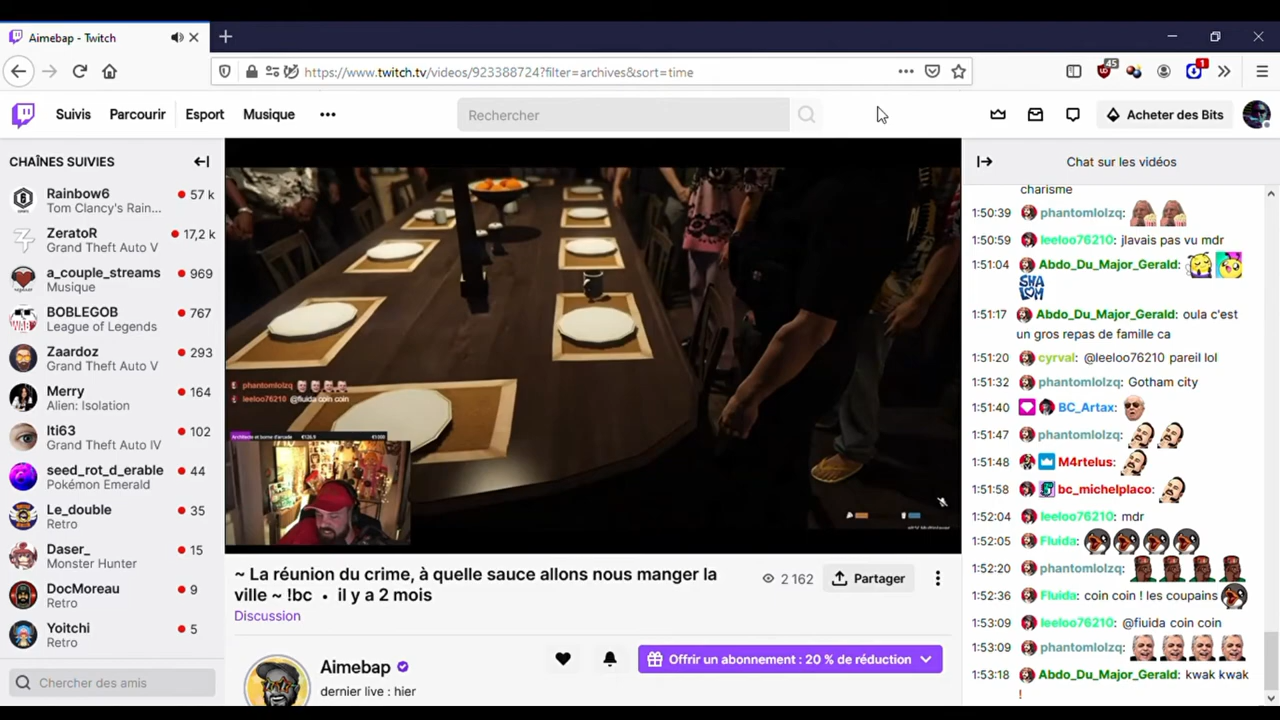 Aimebap - Twitch
https://www.twitch.tv/videos/923388724?filter=archives&sort=time
45
1
Suivis
Parcourir
Esport
Musique
Rechercher
Acheter des Bits
CHAÎNES SUIVIES
Rainbow6
57 k
Tom Clancy's Rain...
ZeratoR
17,2 k
Grand Theft Auto V
a_couple_streams
969
Musique
BOBLEGOB
767
League of Legends
Zaardoz
293
Grand Theft Auto V
Merry
164
Alien: Isolation
Iti63
102
Grand Theft Auto IV
seed_rot_d_erable
44
Pokémon Emerald
Le_double
35
Retro
Daser_
15
Monster Hunter
DocMoreau
9
Retro
Yoitchi
5
Retro
Chercher des amis
phantomlolzq
leeloo76210 @fluida coin coin
~ La réunion du crime, à quelle sauce allons nous manger la
ville ~ !bc • il y a 2 mois
2 162
Partager
Discussion
Aimebap
dernier live : hier
Offrir un abonnement : 20 % de réduction
Chat sur les vidéos
charisme
1:50:39 phantomlolzq:
1:50:59 leeloo76210: jlavais pas vu mdr
1:51:04 Abdo_Du_Major_Gerald:
SHALOM
1:51:17 Abdo_Du_Major_Gerald: oula c'est
un gros repas de famille ca
1:51:20 cyrval: @leeloo76210 pareil lol
1:51:32 phantomlolzq: Gotham city
1:51:40 BC_Artax:
1:51:47 phantomlolzq:
1:51:48 M4rtelus:
1:51:58 bc_michelplaco:
1:52:04 leeloo76210: mdr
1:52:05 Fluida:
1:52:20 phantomlolzq:
1:52:36 Fluida: coin coin ! les coupains
1:53:09 leeloo76210: @fluida coin coin
1:53:09 phantomlolzq:
1:53:18 Abdo_Du_Major_Gerald: kwak kwak
!